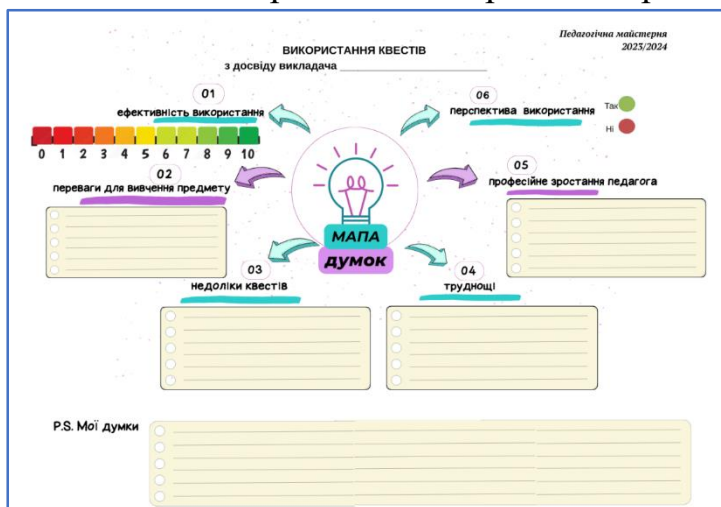 Педагогічна майстерня
2023/2024
ВИКОРИСТАННЯ КВЕСТІВ
з досвіду викладача ____________________
01
ефективність використання
0 1 2 3 4 5 6 7 8 9 10
02
переваги для вивчення предмету
03
недоліки квестів
04
труднощі
05
професійне зростання педагога
06
перспектива використання
Так
Ні
МАПА
думок
P.S. Мої думки